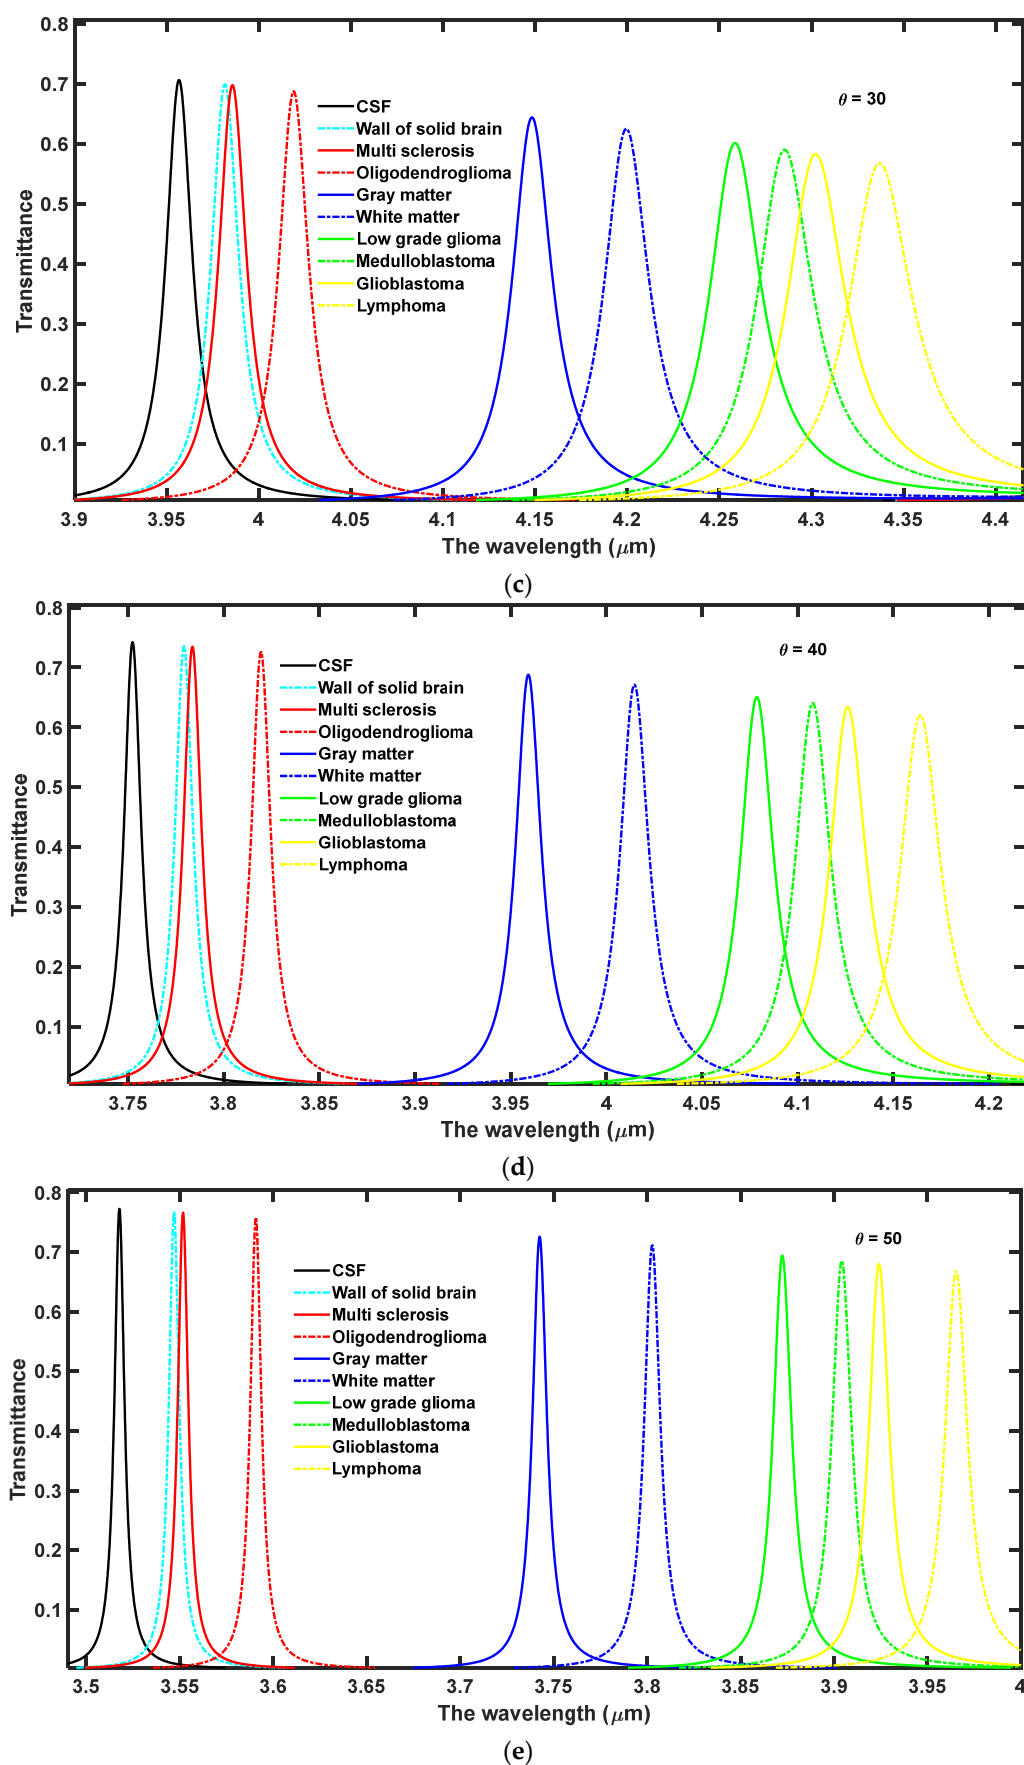 0.8
0.7
0.6
0.5
0.4
0.3
0.2
0.1
Transmittance
θ = 30
CSF
Wall of solid brain
Multi sclerosis
Oligodendroglioma
Gray matter
White matter
Low grade glioma
Medulloblastoma
Glioblastoma
Lymphoma
3.9 3.95 4 4.05 4.1 4.15 4.2 4.25 4.3 4.35 4.4
The wavelength (μm)
(c)
0.8
0.7
0.6
0.5
0.4
0.3
0.2
0.1
Transmittance
θ = 40
CSF
Wall of solid brain
Multi sclerosis
Oligodendroglioma
Gray matter
White matter
Low grade glioma
Medulloblastoma
Glioblastoma
Lymphoma
3.75 3.8 3.85 3.9 3.95 4 4.05 4.1 4.15 4.2
The wavelength (μm)
(d)
0.8
0.7
0.6
0.5
0.4
0.3
0.2
0.1
Transmittance
θ = 50
CSF
Wall of solid brain
Multi sclerosis
Oligodendroglioma
Gray matter
White matter
Low grade glioma
Medulloblastoma
Glioblastoma
Lymphoma
3.5 3.55 3.6 3.65 3.7 3.75 3.8 3.85 3.9 3.95 4
The wavelength (μm)
(e)